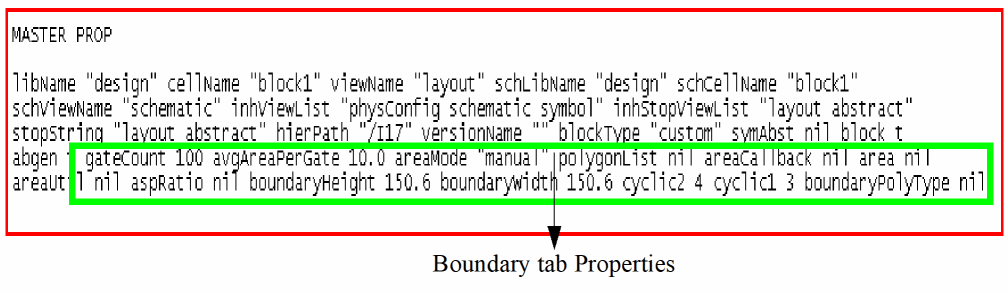 MASTER PROP
libName "design" cellName "block1" viewName "layout" schLibName "design" schCellName "block1"
schViewName "schematic" inhViewList "physConfig schematic symbol" inhStopViewList "layout abstract"
stopString "layout abstract" hierPath "/I17" versionName "" blockType "custom" symAbst nil block t
abgen gateCount 100 avgAreaPerGate 10.0 areaMode "manual" polygonList nil areaCallback nil area nil
areaUtil nil aspRatio nil boundaryHeight 150.6 boundaryWidth 150.6 cyclic2 4 cyclic1 3 boundaryPolyType nil
Boundary tab Properties